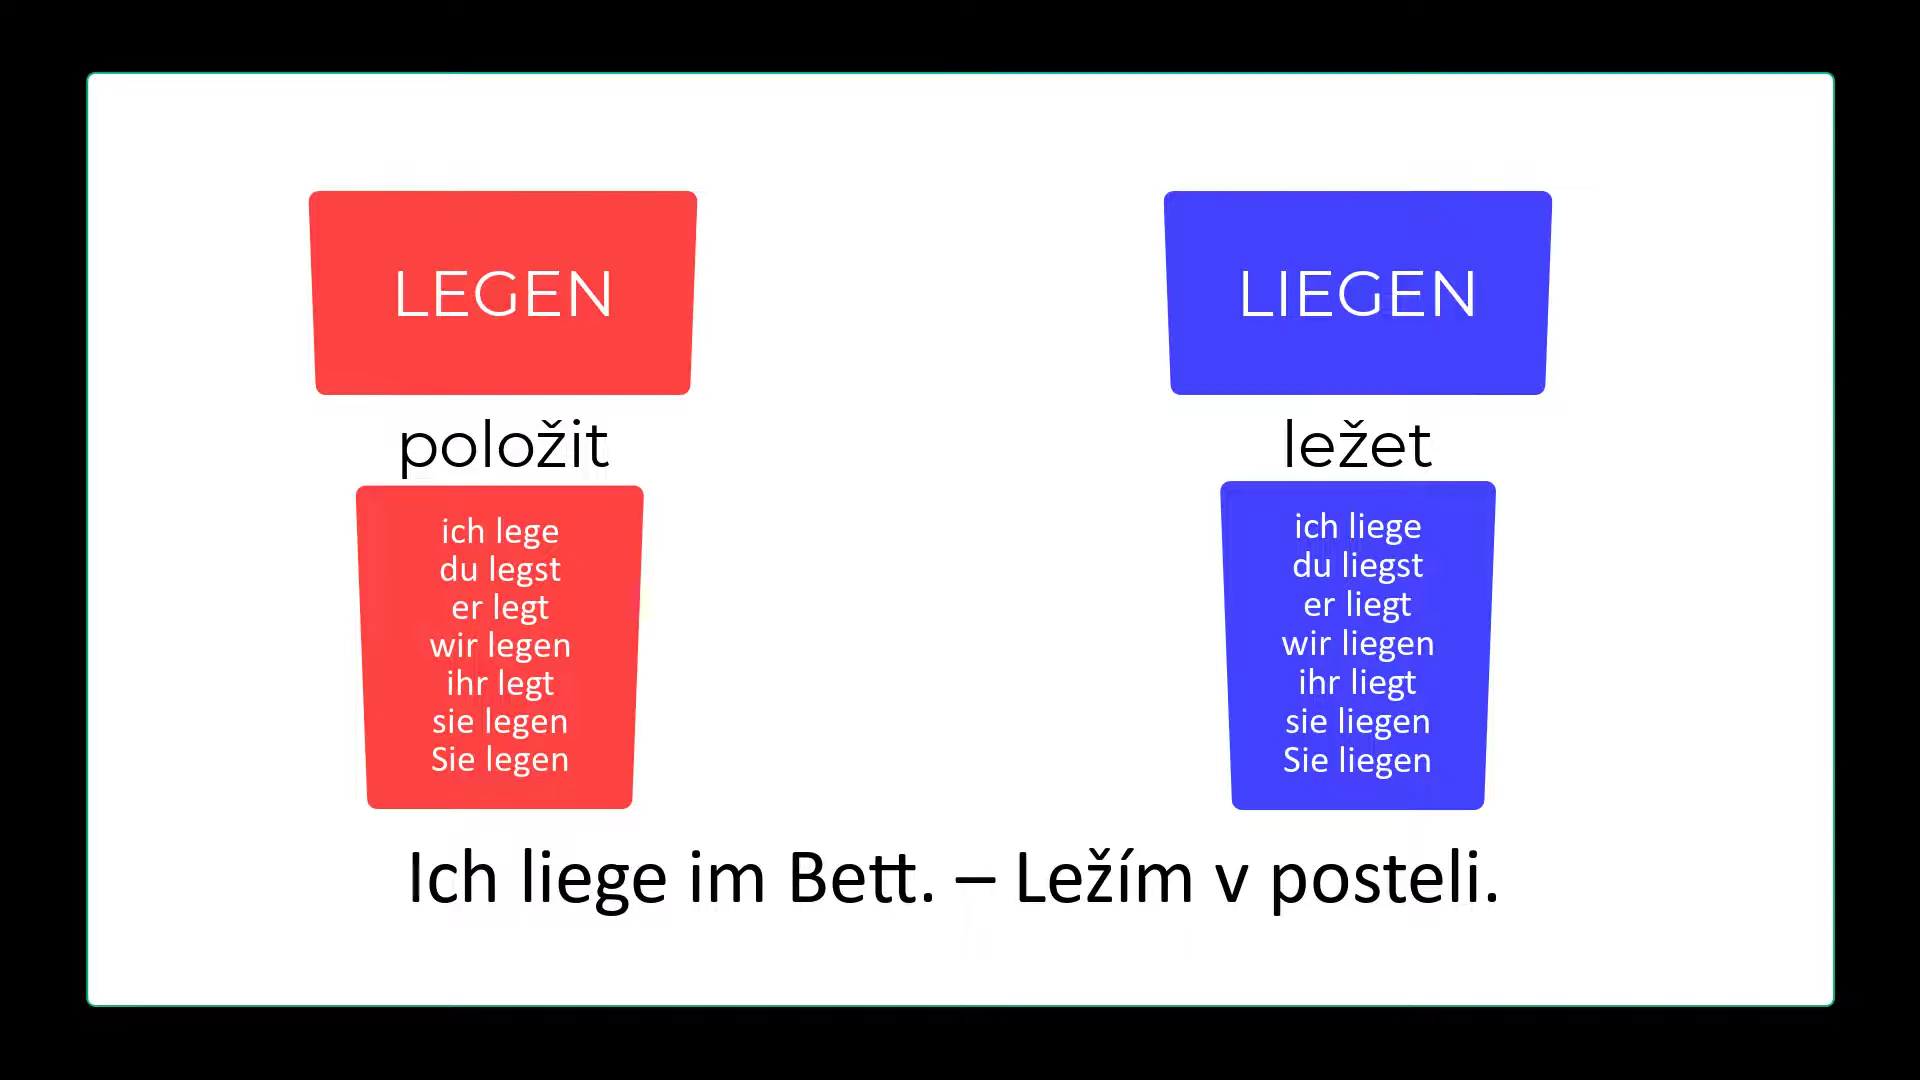 LEGEN
položit
ich lege
du legst
er legt
wir legen
ihr legt
sie legen
Sie legen
LIEGEN
ležet
ich liege
du liegst
er liegt
wir liegen
ihr liegt
sie liegen
Sie liegen
Ich liege im Bett. – Ležím v posteli.